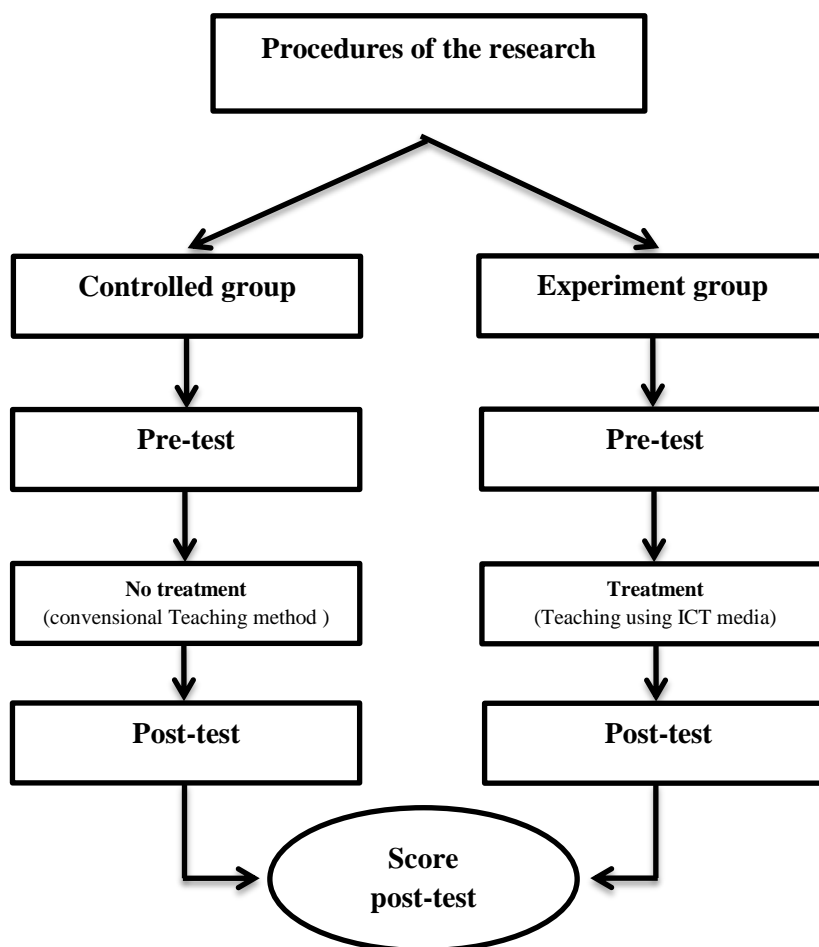 Procedures of the research
Controlled group
Experiment group
Pre-test
Pre-test
No treatment
(convensional Teaching method )
Treatment
(Teaching using ICT media)
Post-test
Post-test
Score
post-test